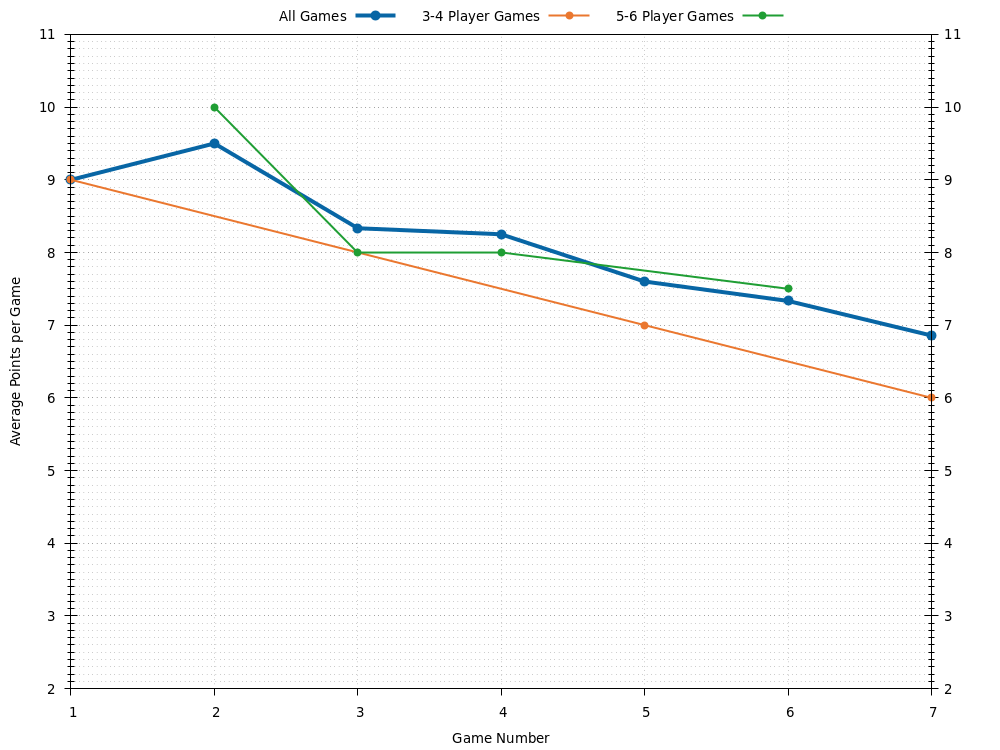 All Games 3-4 Player Games 5-6 Player Games
11 11
10 10
9 9
8 8
7 7
6 6
5 5
4 4
3 3
2 2
1 2 3 4 5 6 7
Average Points per Game
Game Number